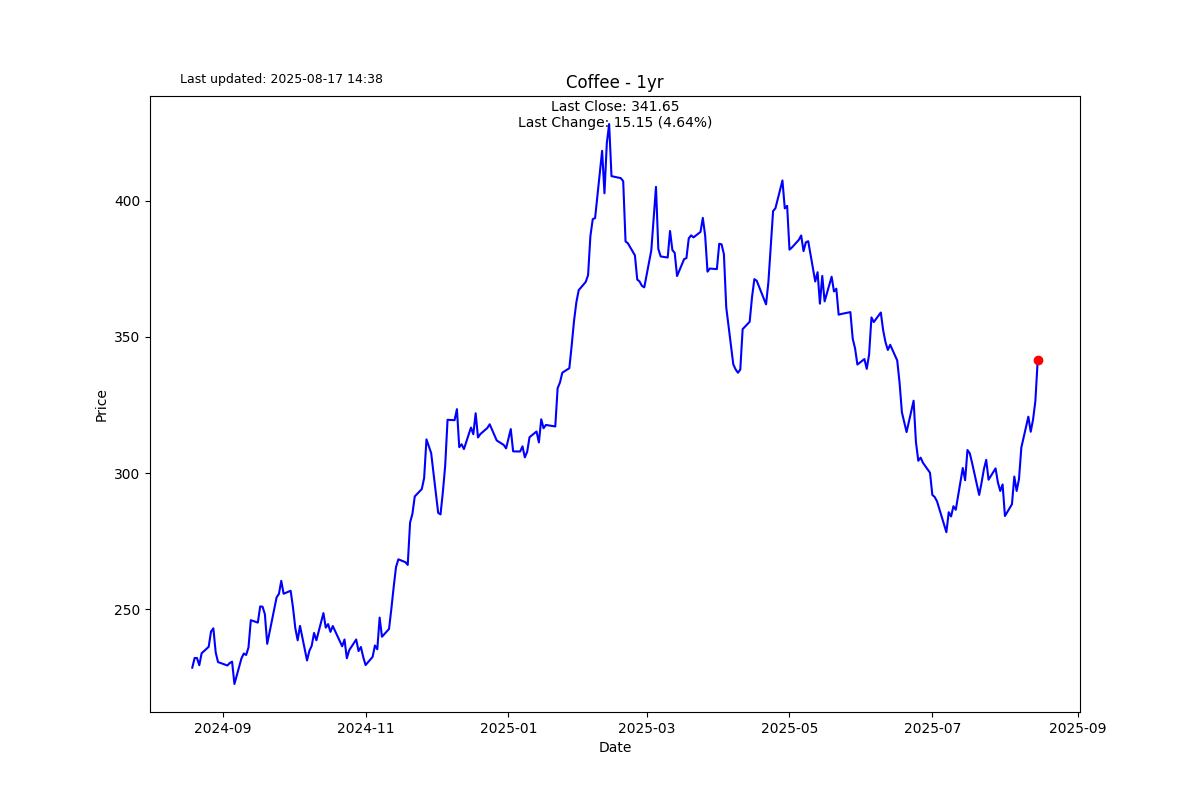 Last updated: 2025-08-17 14:38
Coffee - 1yr
Last Close: 341.65
Last Change: 15.15 (4.64%)
400
350
300
250
Price
2024-09
2024-11
2025-01
2025-03
2025-05
2025-07
2025-09
Date